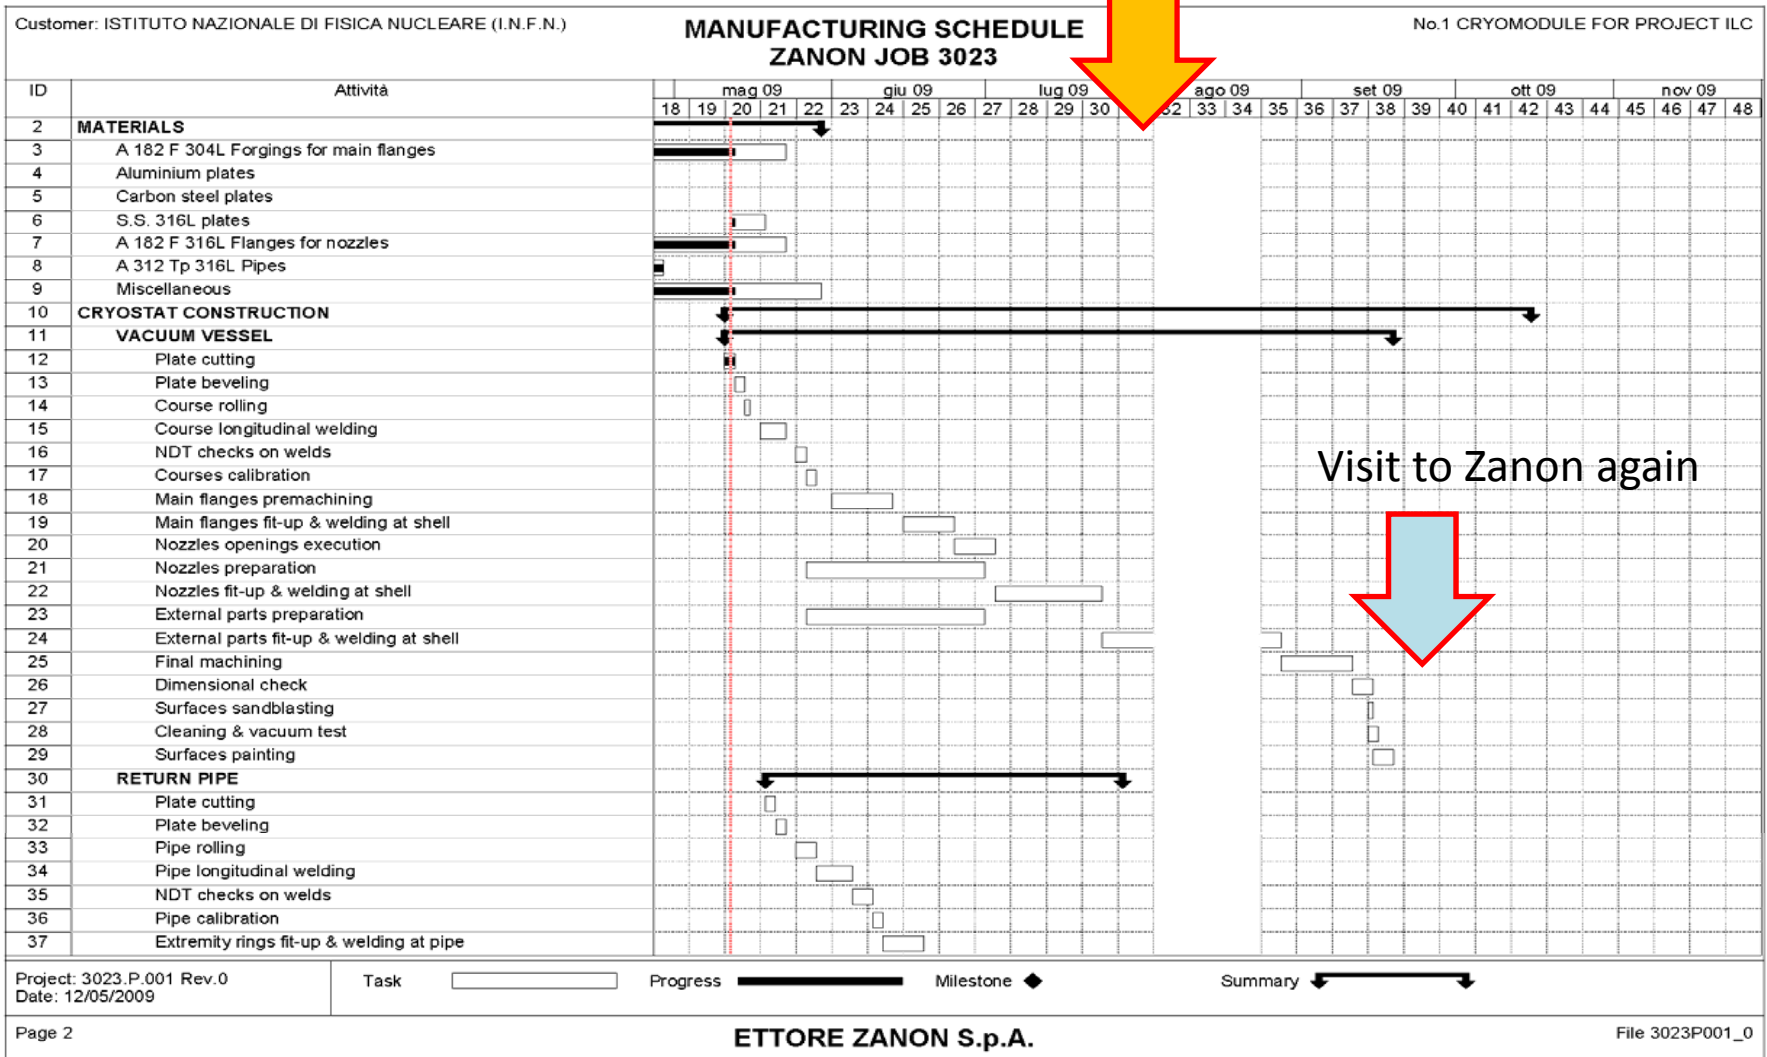 Customer: ISTITUTO NAZIONALE DI FISICA NUCLEARE (I.N.F.N.)
MANUFACTURING SCHEDULE
ZANON JOB 3023
No.1 CRYOMODULE FOR PROJECT ILC
ID Attività mag 09 giu 09 lug 09 ago 09 set 09 ott 09 nov 09
18 19 20 21 22 23 24 25 26 27 28 29 30 32 33 34 35 36 37 38 39 40 41 42 43 44 45 46 47 48
2 MATERIALS
3 A 182 F 304L Forgings for main flanges
4 Aluminium plates
5 Carbon steel plates
6 S.S. 316L plates
7 A 182 F 316L Flanges for nozzles
8 A 312 Tp 316L Pipes
9 Miscellaneous
10 CRYOSTAT CONSTRUCTION
11 VACUUM VESSEL
12 Plate cutting
13 Plate beveling
14 Course rolling
15 Course longitudinal welding
16 NDT checks on welds
17 Courses calibration
18 Main flanges premachining
19 Main flanges fit-up & welding at shell
20 Nozzles openings execution
21 Nozzles preparation
22 Nozzles fit-up & welding at shell
23 External parts preparation
24 External parts fit-up & welding at shell
25 Final machining
26 Dimensional check
27 Surfaces sandblasting
28 Cleaning & vacuum test
29 Surfaces painting
30 RETURN PIPE
31 Plate cutting
32 Plate beveling
33 Pipe rolling
34 Pipe longitudinal welding
35 NDT checks on welds
36 Pipe calibration
37 Extremity rings fit-up & welding at pipe
Visit to Zanon again
Project: 3023.P.001 Rev.0
Date: 12/05/2009
Task Progress Milestone Summary
Page 2
ETTORE ZANON S.p.A.
File 3023P001_0